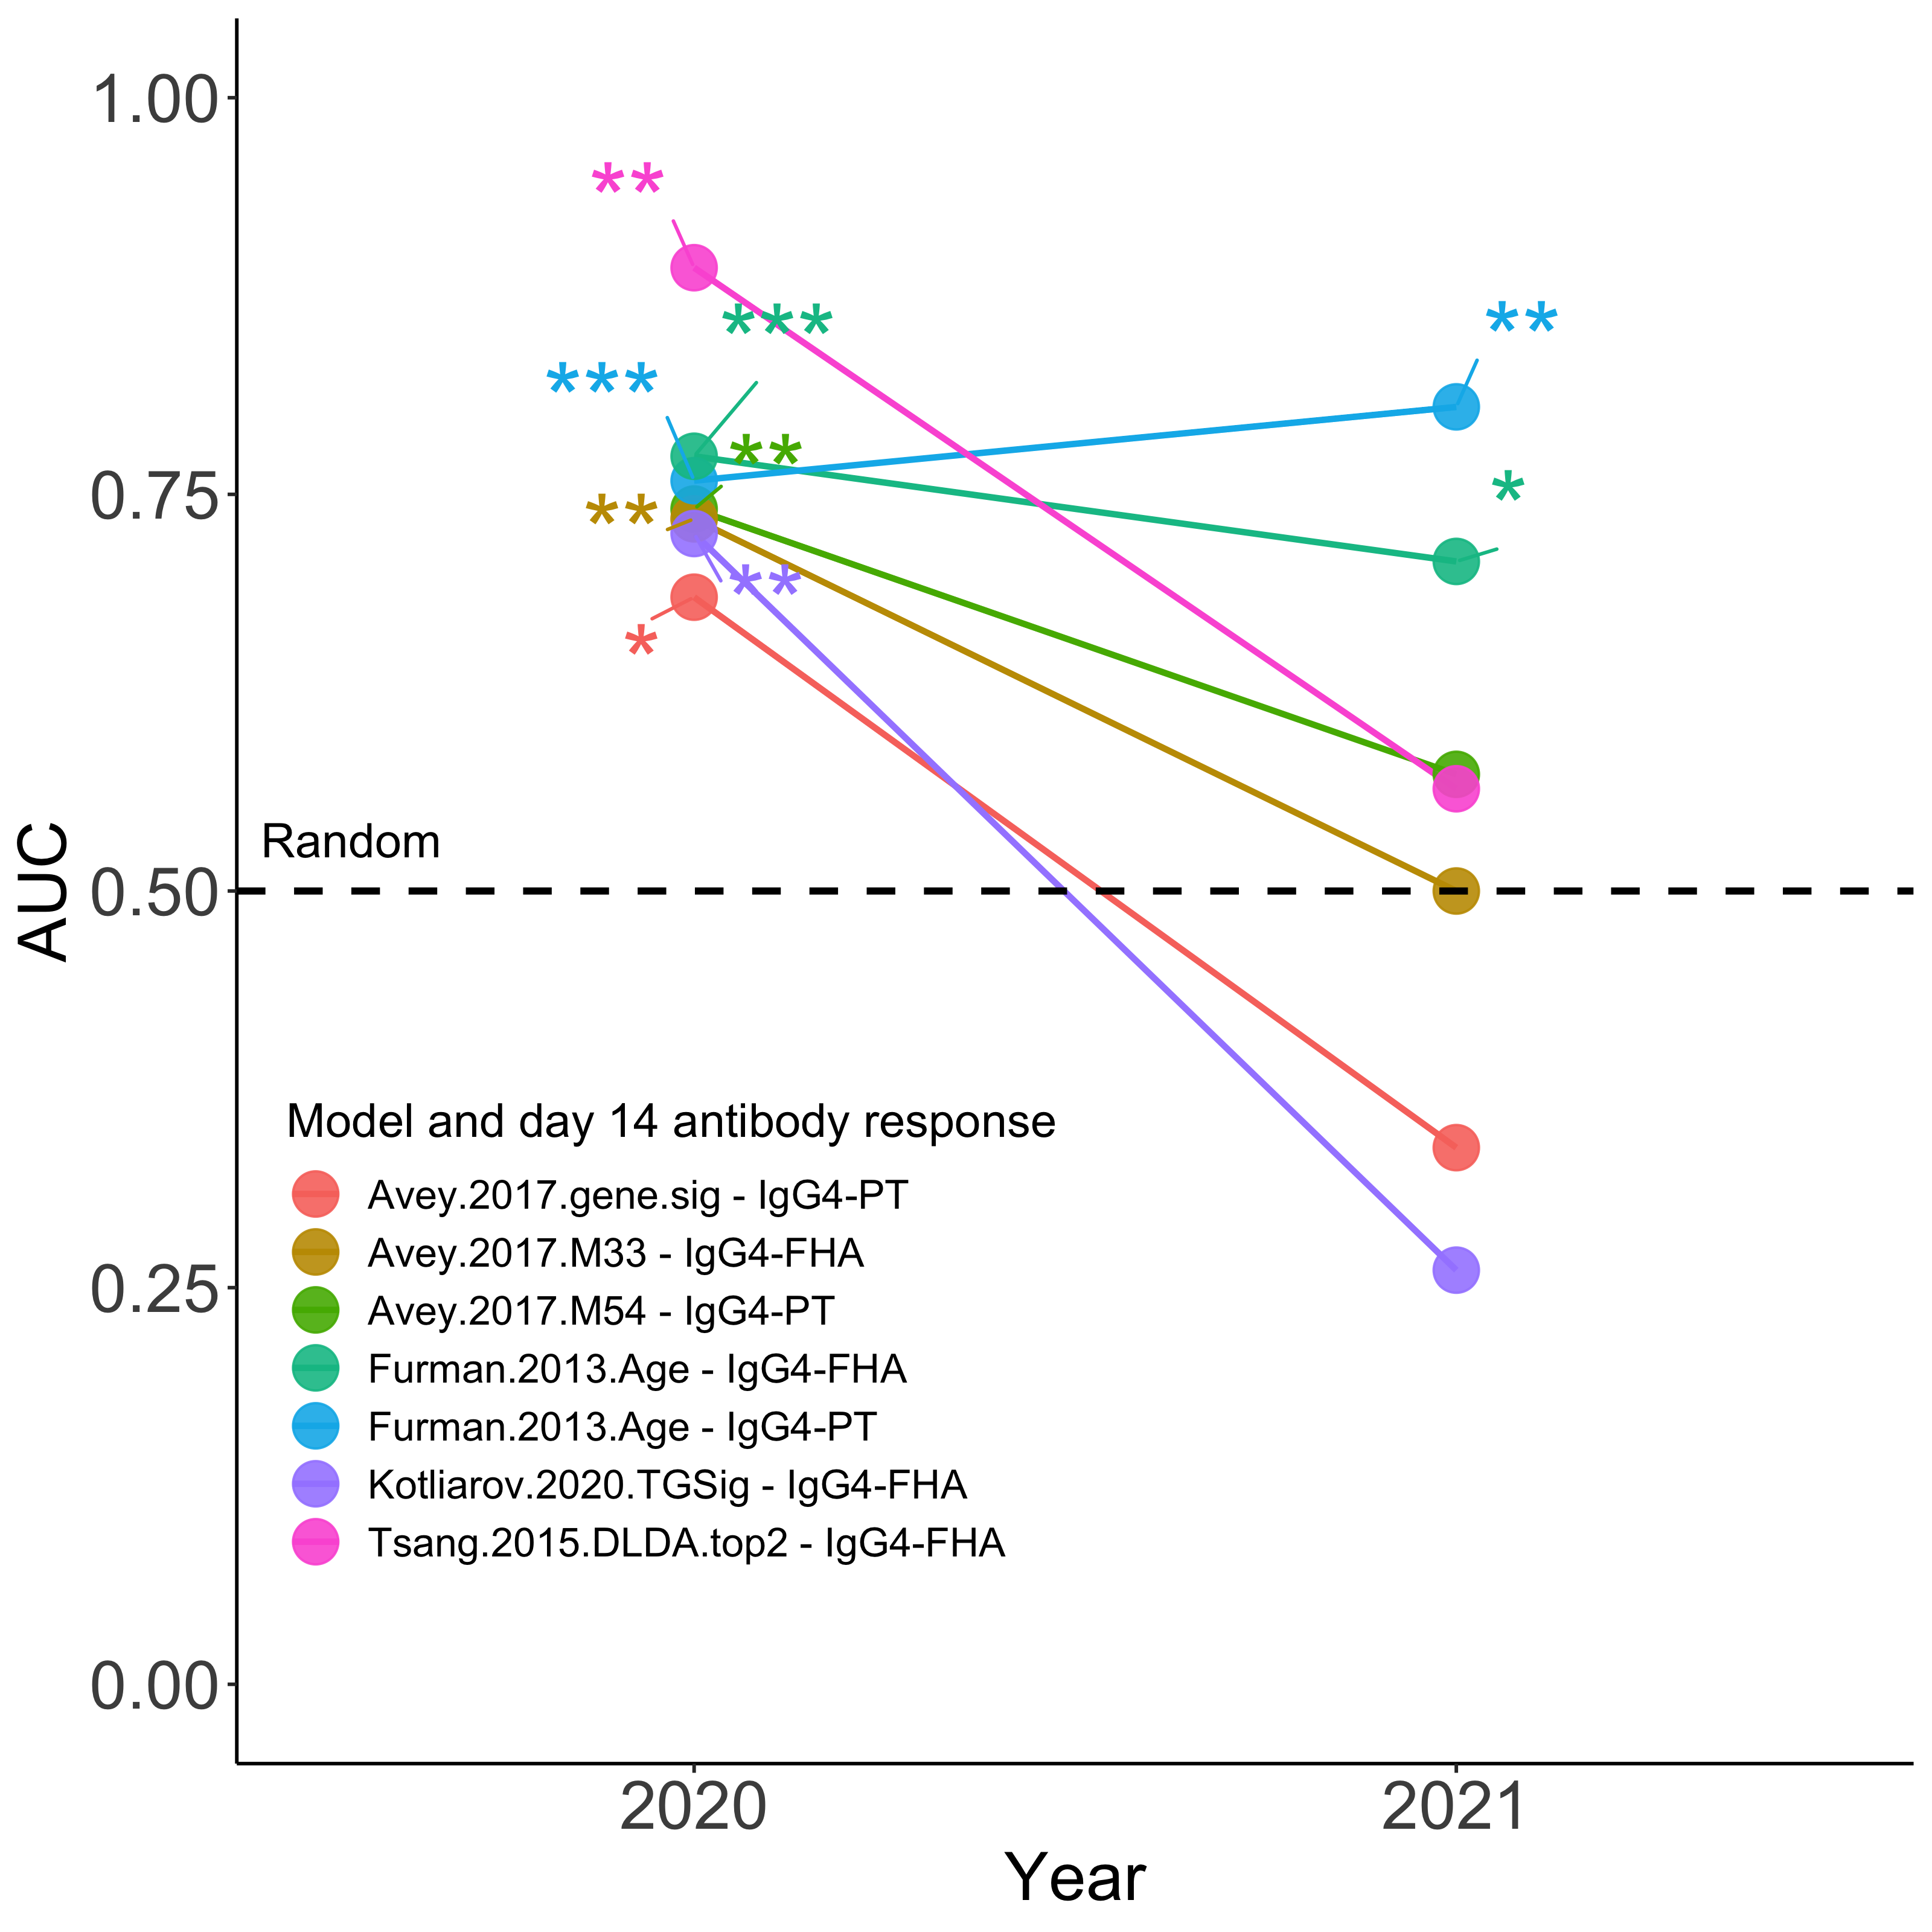 1.00
**
***
**
***
*
**
0.75
**
**
*
Random
AUC
0.50
Model and day 14 antibody response
Avey.2017.gene.sig - IgG4-PT
Avey.2017.M33 - IgG4-FHA
0.25
Avey.2017.M54 - IgG4-PT
Furman.2013.Age - IgG4-FHA
Furman.2013.Age - IgG4-PT
Kotliarov.2020.TGSig - IgG4-FHA
Tsang.2015.DLDA.top2 - IgG4-FHA
0.00
2020 2021
Year